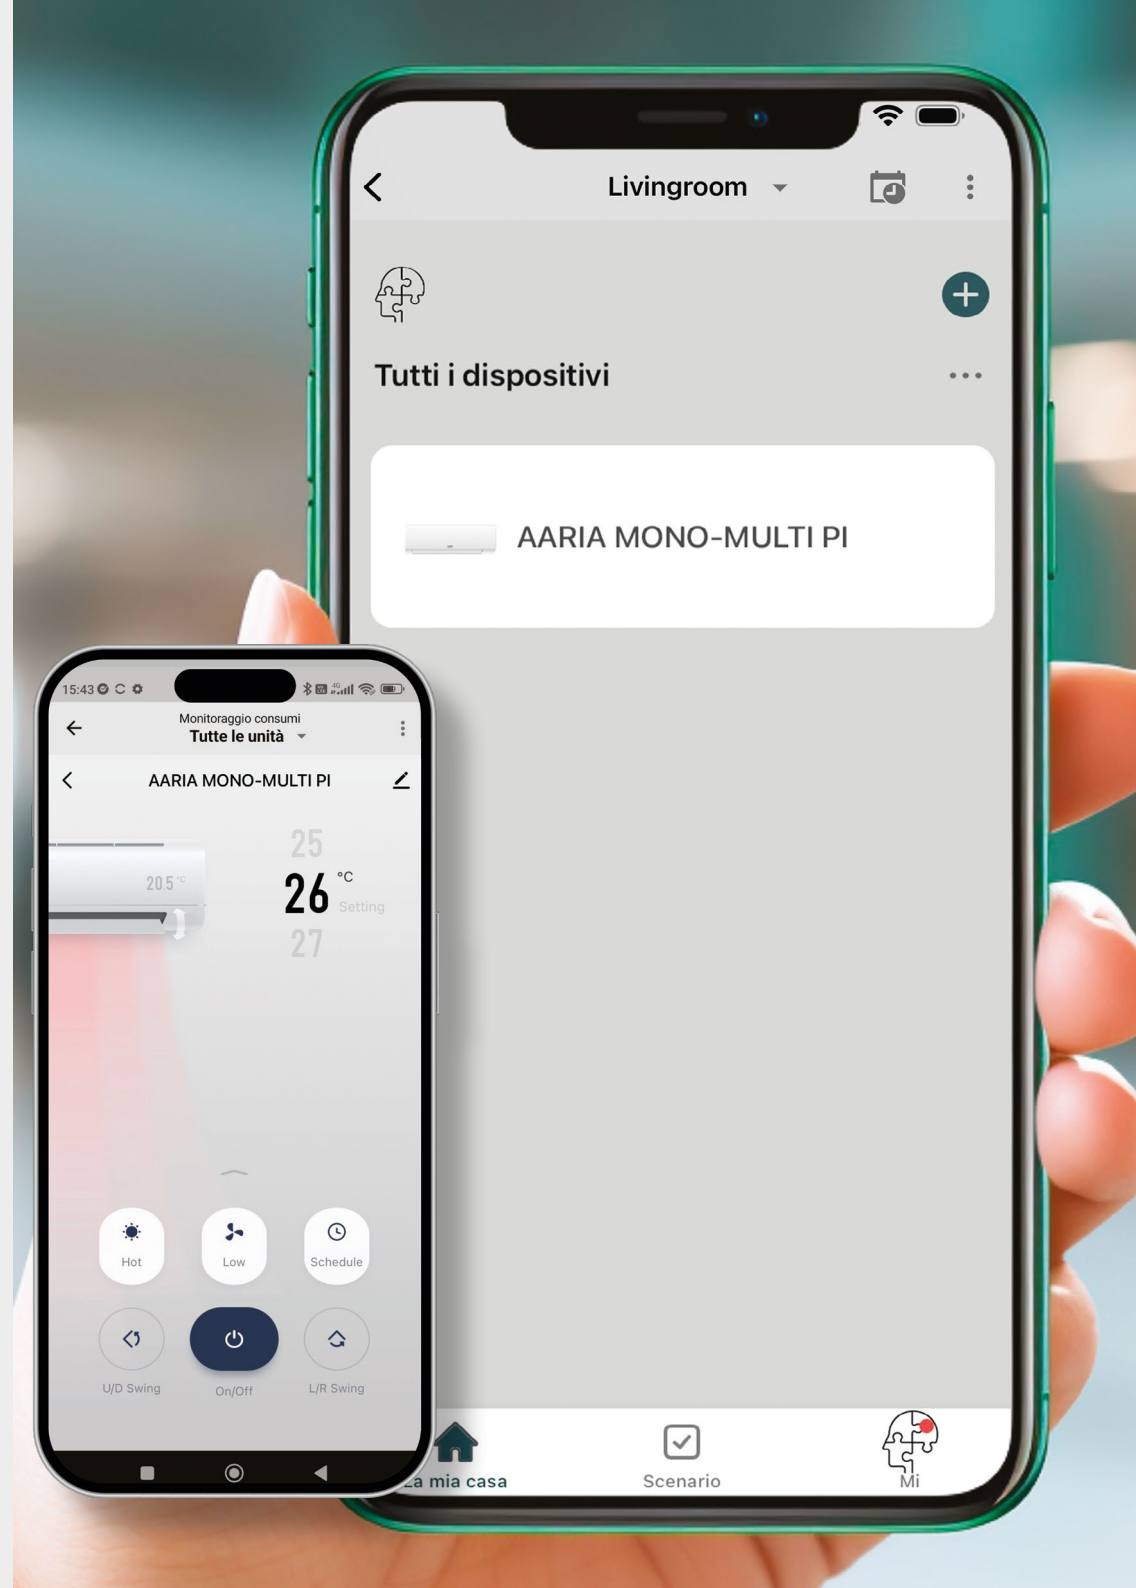 Livingroom
Tutti i dispositivi
AARIA MONO-MULTI PI
La mia casa
Scenario
Mi
15:43
4G
Monitoraggio consumi
Tutte le unità
AARIA MONO-MULTI PI
20.5 °C
25
26 °C
Setting
27
Hot
Low
Schedule
U/D Swing
On/Off
L/R Swing